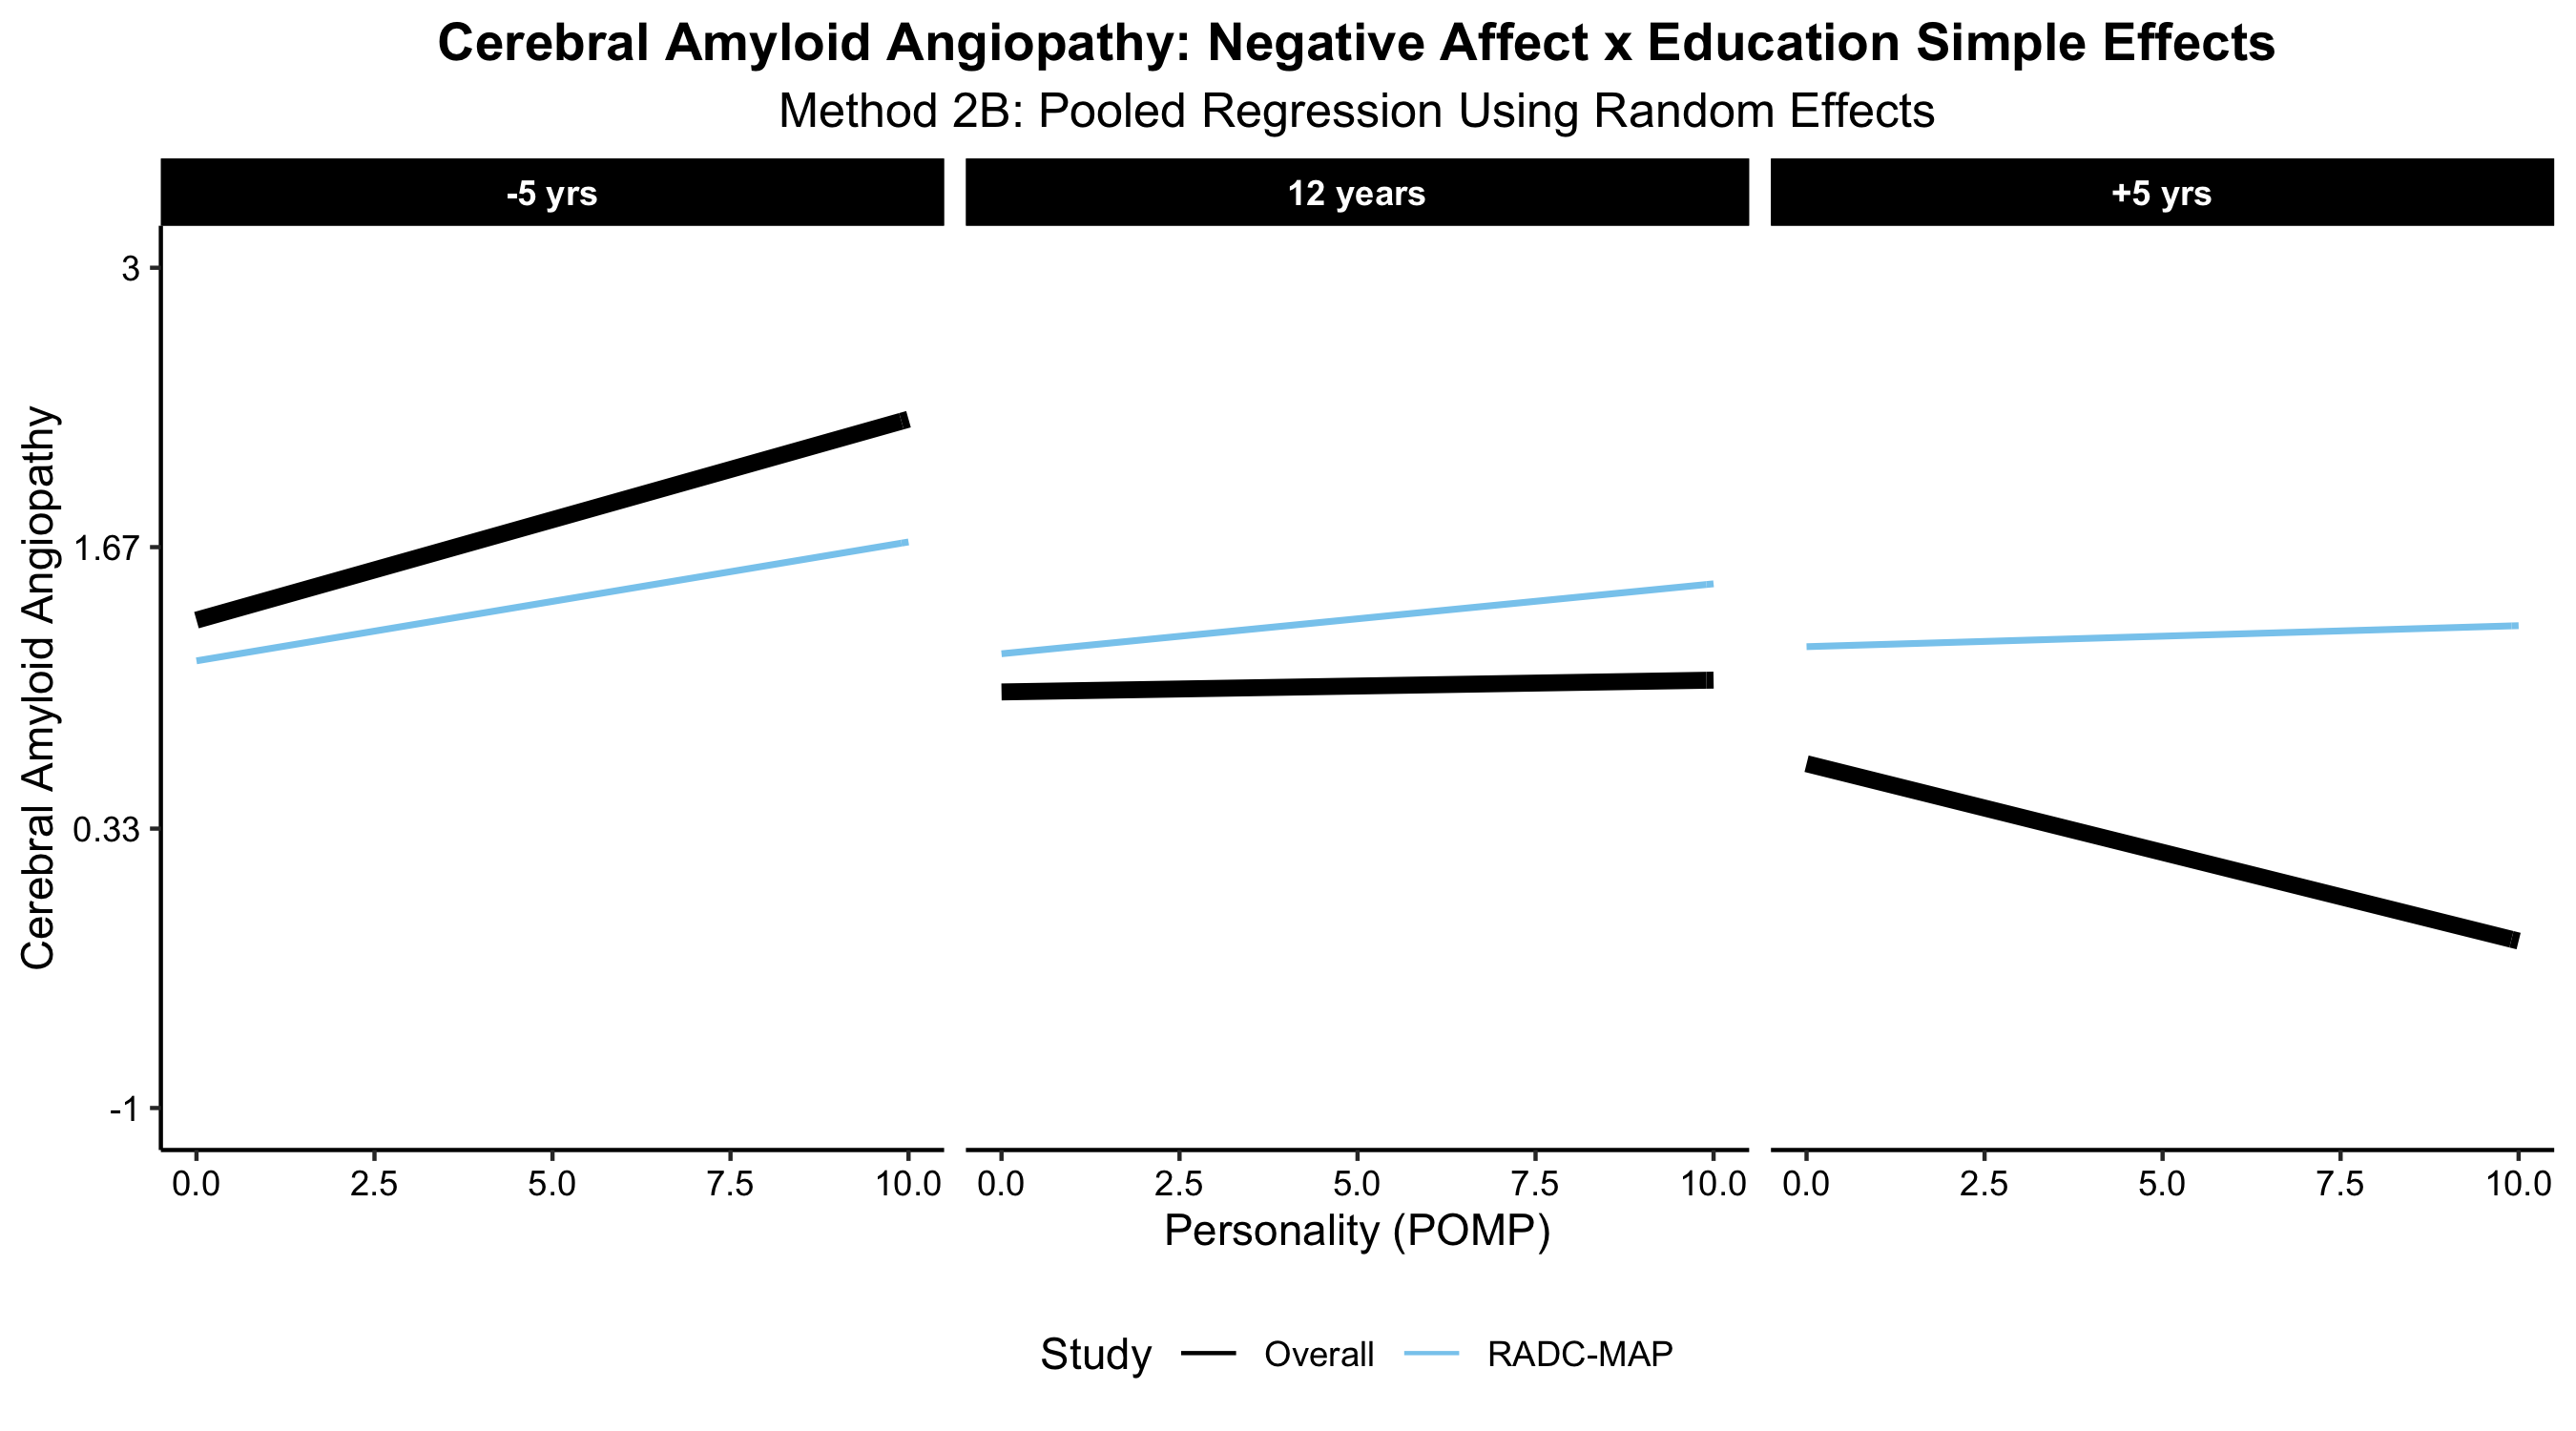 Cerebral Amyloid Angiopathy: Negative Affect x Education Simple Effects
Method 2B: Pooled Regression Using Random Effects
-5 yrs
12 years
+5 yrs
Cerebral Amyloid Angiopathy
3
1.67
0.33
-1
0.0 2.5 5.0 7.5 10.0
0.0 2.5 5.0 7.5 10.0
0.0 2.5 5.0 7.5 10.0
Personality (POMP)
Study Overall RADC-MAP